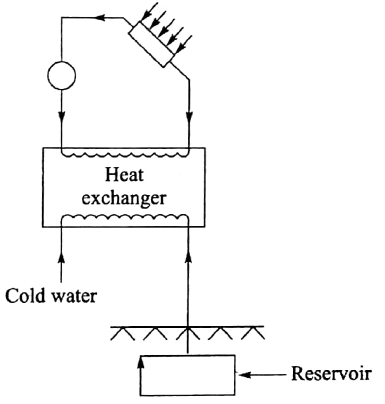 Heat
exchanger
Cold water
Reservoir